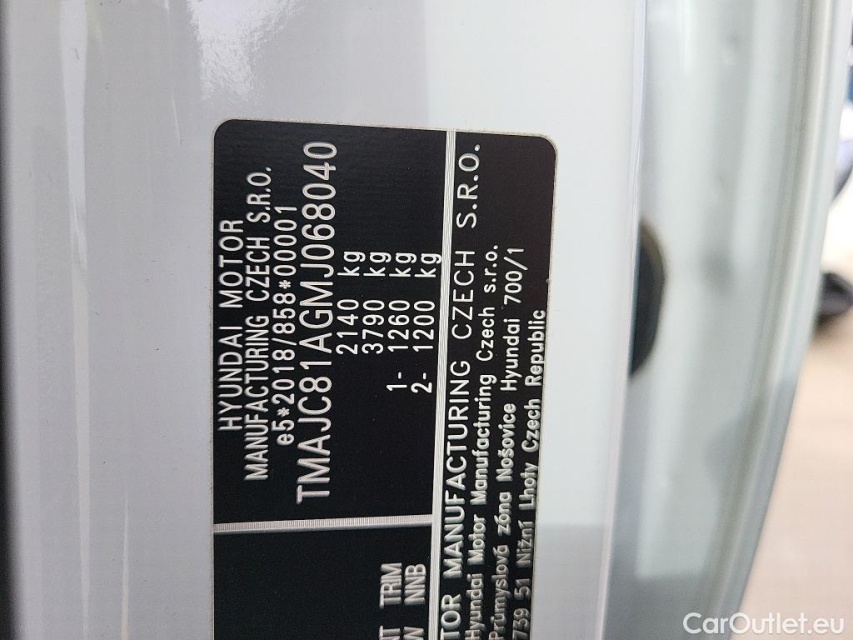 HYUNDAI MOTOR
MANUFACTURING CZECH S.R.O.
e5*2018/858*00001
TMAJC81AGMJ068040
2140 kg
3790 kg
1- 1260 kg
2- 1200 kg
NT TRIM
W NNB
TOR MANUFACTURING CZECH S.R.O.
Hyundai Motor Manufacturing Czech s.r.o.
Průmyslová zóna Nošovice Hyundai 700/1
739 51 Nižní Lhoty Czech Republic
CarOutlet.eu